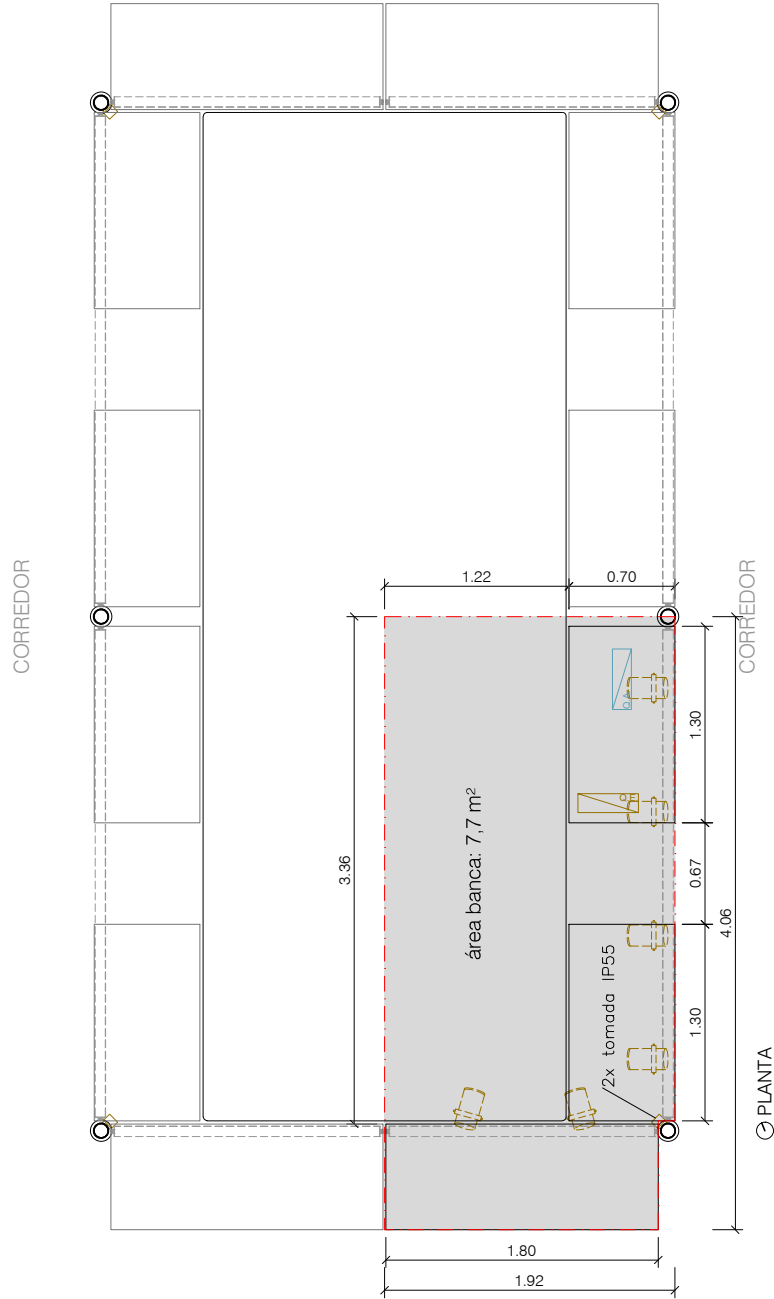 CORREDOR
CORREDOR
1.22
0.70
3.36
área banca: 7,7 m²
Q.A
Q.E
1.30
0.67
1.30
4.06
2x tomada IP55
1.80
1.92
PLANTA